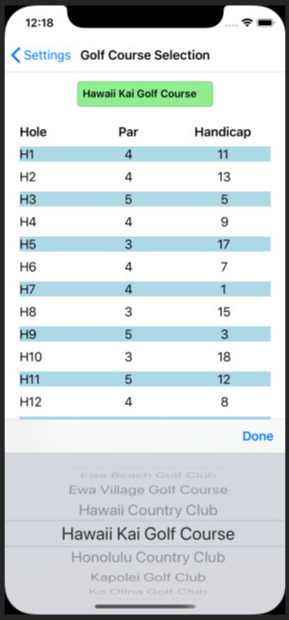 12:18
Settings Golf Course Selection
Hawaii Kai Golf Course
Hole Par Handicap
H1 4 11
H2 4 13
H3 5 5
H4 4 9
H5 3 17
H6 4 7
H7 4 1
H8 3 15
H9 5 3
H10 3 18
H11 5 12
H12 4 8
Done
Ewa Beach Golf Club
Ewa Village Golf Course
Hawaii Country Club
Hawaii Kai Golf Course
Honolulu Country Club
Kapolei Golf Club
Ko Olina Golf Club